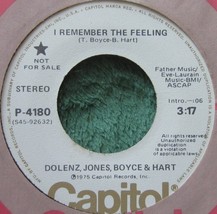 I REMEMBER THE FEELING
(T. Boyce-B. Hart)
NOT
FOR SALE
STEREO
P-4180
(S45-92632)
Father Music/
Eve-Laurain
Music-BMI/
ASCAP
Intro.—:06
3:17
All rights
reserved.
Unauthorized
duplication
is a violation
of
applicable
laws.
DOLENZ, JONES, BOYCE & HART
℗1975 Capitol Records, Inc.
Capitol